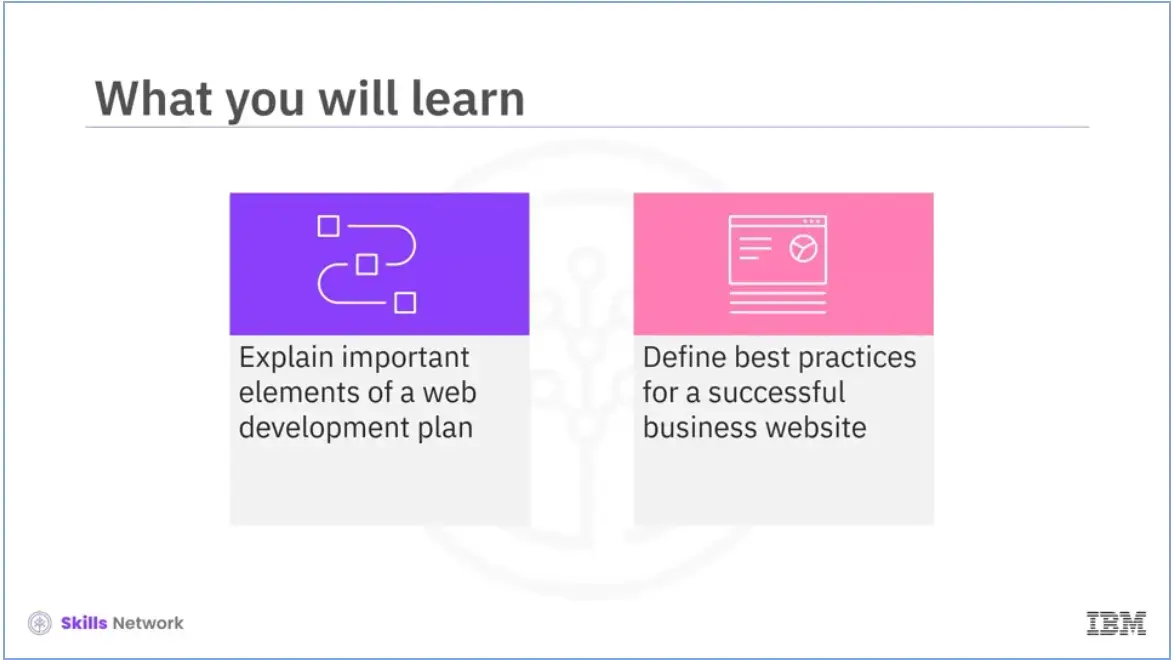 What you will learn
Explain important
elements of a web
development plan
Define best practices
for a successful
business website
Skills Network
IBM